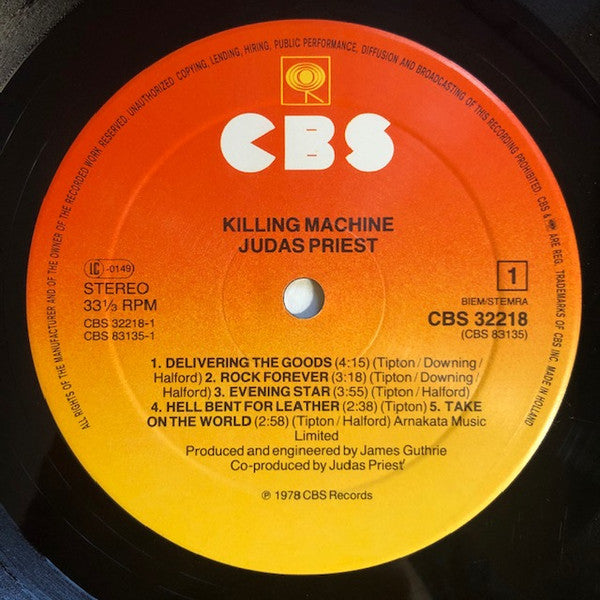 ALL RIGHTS OF THE MANUFACTURER AND OF THE OWNER OF THE RECORDED WORK RESERVED. UNAUTHORIZED COPYING, LENDING, HIRING, PUBLIC PERFORMANCE, DIFFUSION AND BROADCASTING OF THIS RECORDING PROHIBITED. CBS & ARE REG. TRADEMARKS OF CBS INC. MADE IN HOLLAND
CBS
KILLING MACHINE
JUDAS PRIEST
LC -0149
STEREO
33⅓ RPM
CBS 32218-1
CBS 83135-1
1
BIEM/STEMRA
CBS 32218
(CBS 83135)
1. DELIVERING THE GOODS (4:15) (Tipton/Downing/
Halford) 2. ROCK FOREVER (3:18) (Tipton/Downing/
Halford) 3. EVENING STAR (3:55) (Tipton/Halford)
4. HELL BENT FOR LEATHER (2:38) (Tipton) 5. TAKE
ON THE WORLD (2:58) (Tipton/Halford) Arnakata Music
Limited
Produced and engineered by James Guthrie
Co-produced by Judas Priest'
℗ 1978 CBS Records